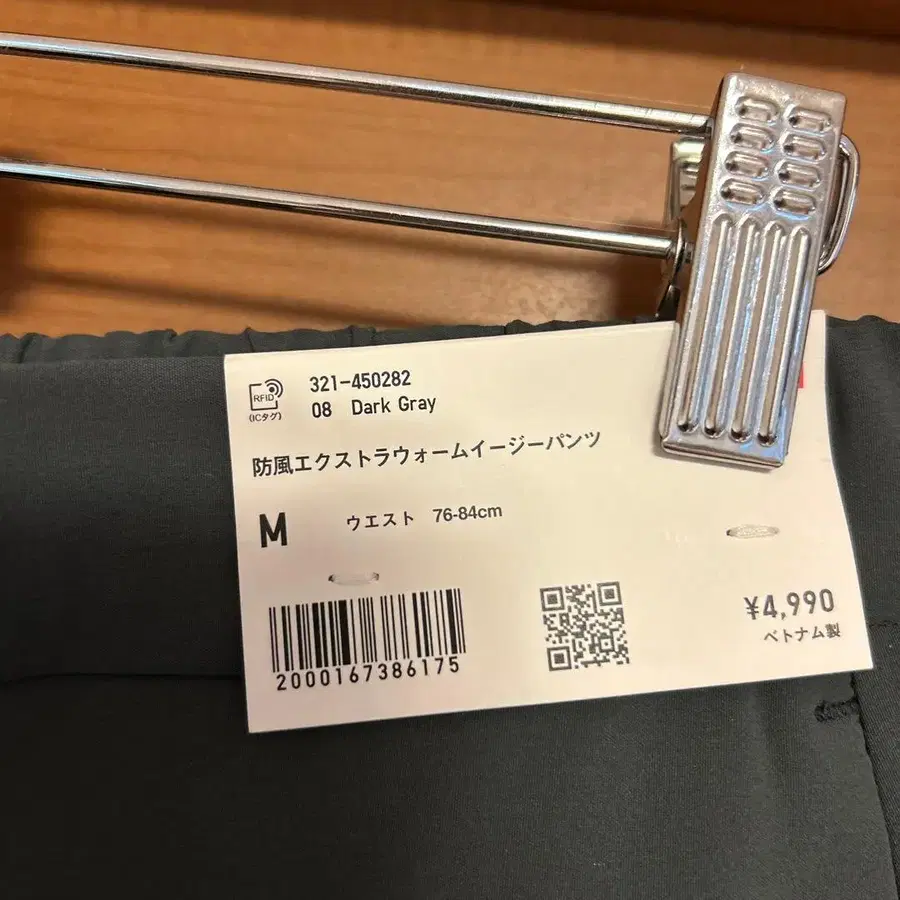 RFID
(ICタグ)
321-450282
08 Dark Gray
防風エクストラウォームイージーパンツ
M
ウエスト 76-84cm
2000167386175
¥4,990
ベトナム製